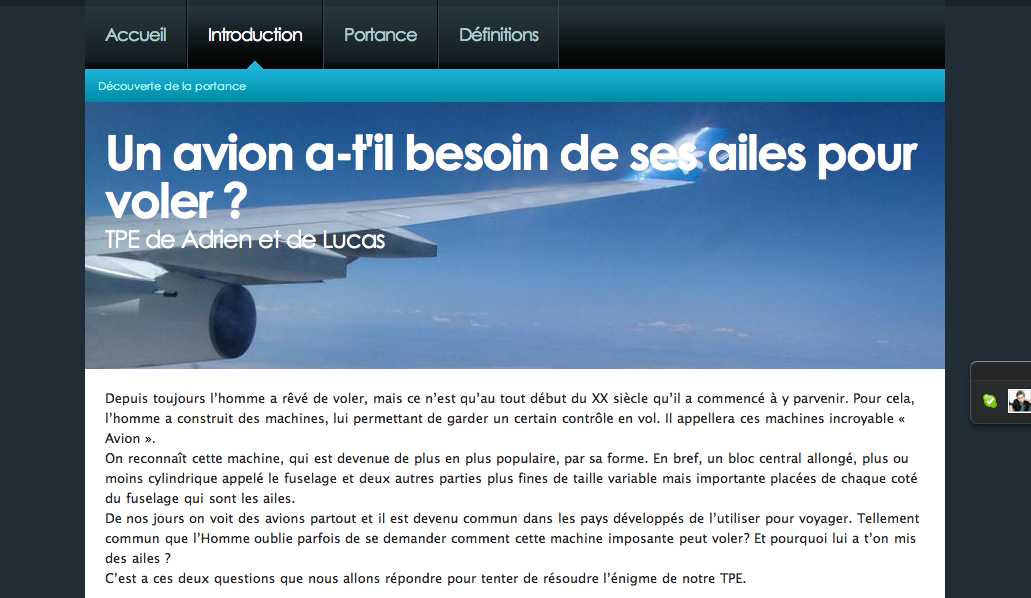 Accueil Introduction Portance Définitions
Découverte de la portance
Un avion a-t'il besoin de ses ailes pour
voler ?
TPE de Adrien et de Lucas
Depuis toujours l’homme a rêvé de voler, mais ce n’est qu’au tout début du XX siècle qu’il a commencé à y parvenir. Pour cela,
l’homme a construit des machines, lui permettant de garder un certain contrôle en vol. Il appellera ces machines incroyable «
Avion ».
On reconnaît cette machine, qui est devenue de plus en plus populaire, par sa forme. En bref, un bloc central allongé, plus ou
moins cylindrique appelé le fuselage et deux autres parties plus fines de taille variable mais importante placées de chaque coté
du fuselage qui sont les ailes.
De nos jours on voit des avions partout et il est devenu commun dans les pays développés de l’utiliser pour voyager. Tellement
commun que l’Homme oublie parfois de se demander comment cette machine imposante peut voler? Et pourquoi lui a t’on mis
des ailes ?
C’est a ces deux questions que nous allons répondre pour tenter de résoudre l’énigme de notre TPE.